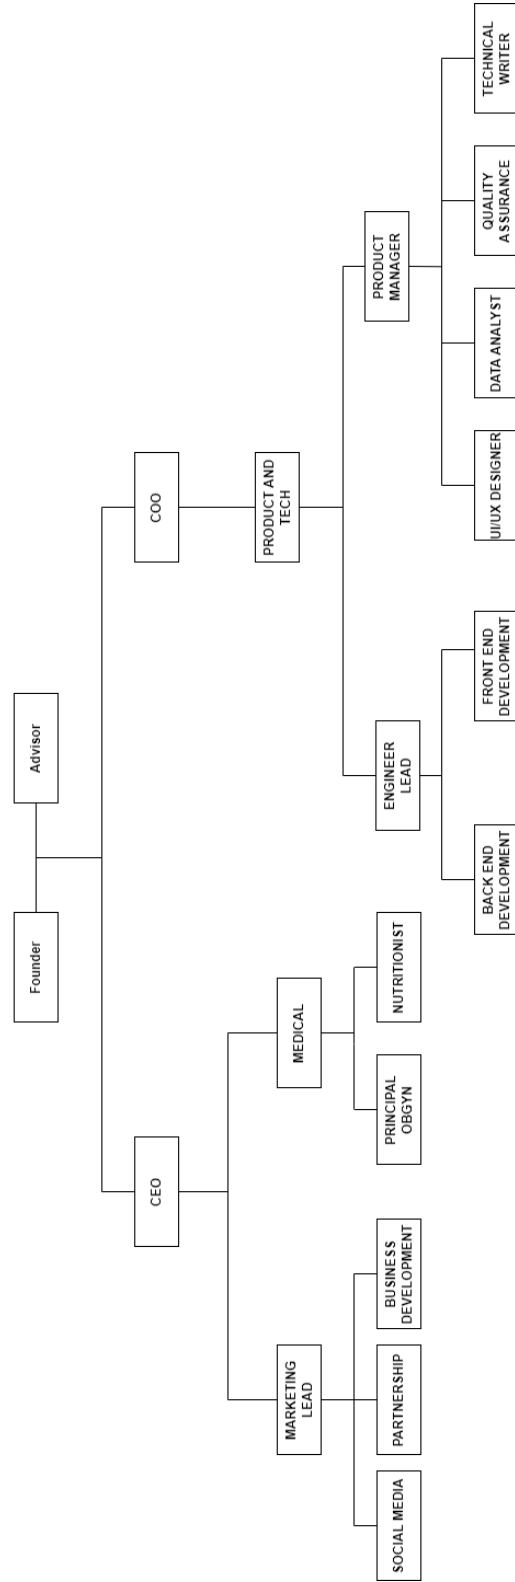 Founder
Advisor
CEO
COO
MARKETING
LEAD
MEDICAL
PRODUCT AND
TECH
SOCIAL MEDIA
PARTNERSHIP
BUSINESS
DEVELOPMENT
PRINCIPAL
OBGYN
NUTRITIONIST
ENGINEER
LEAD
PRODUCT
MANAGER
BACK END
DEVELOPMENT
FRONT END
DEVELOPMENT
UI/UX DESIGNER
DATA ANALYST
QUALITY
ASSURANCE
TECHNICAL
WRITER